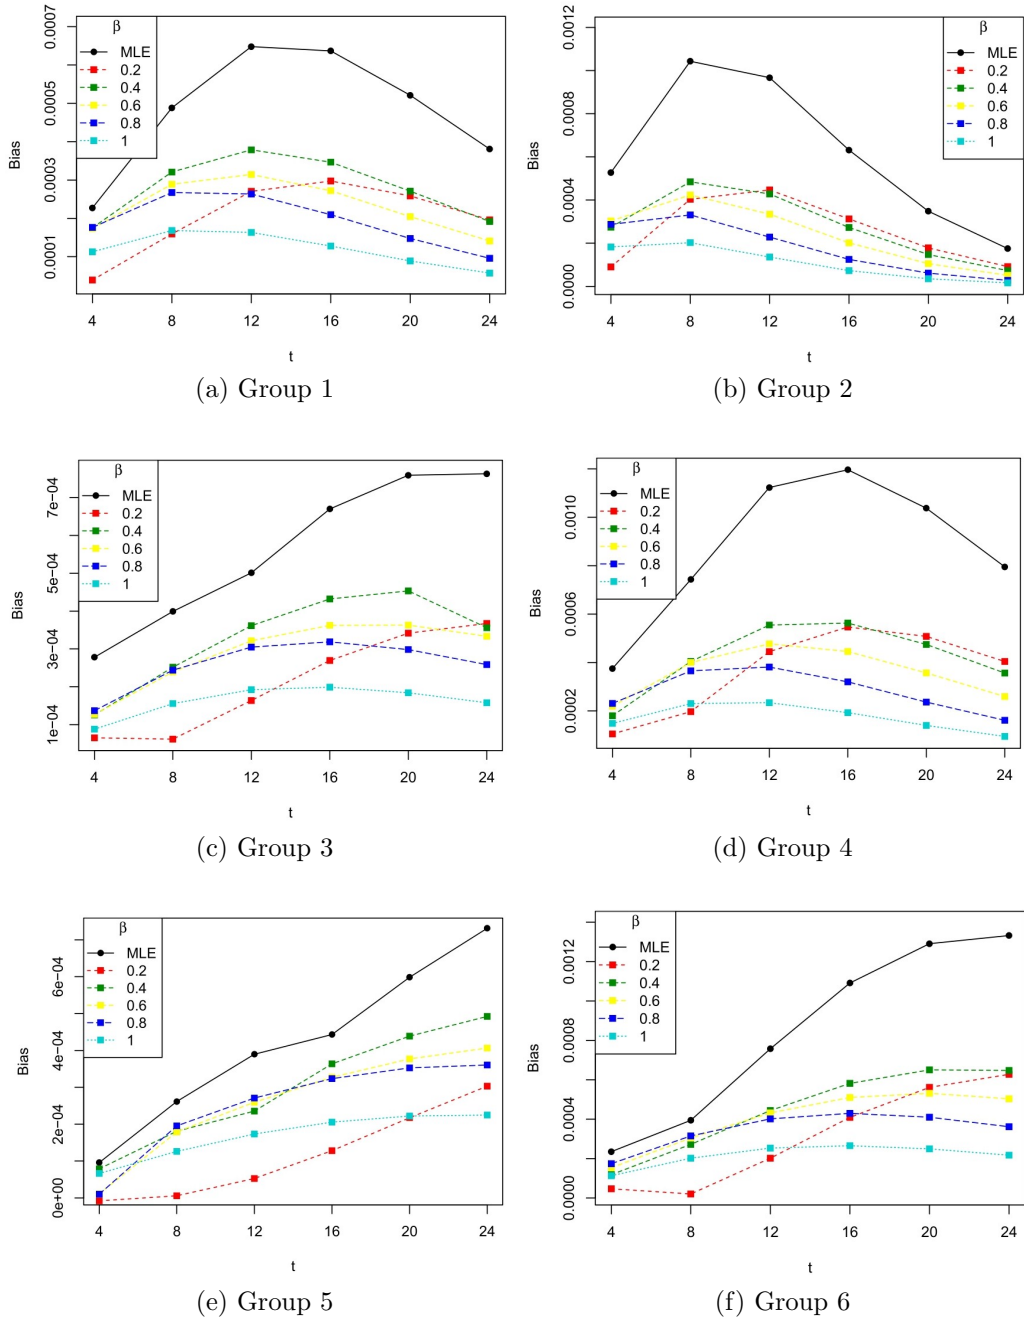 0.0001 0.0003 0.0005 0.0007
Bias
β
MLE
0.2
0.4
0.6
0.8
1
4 8 12 16 20 24
t
(a) Group 1
0.0000 0.0004 0.0008 0.0012
Bias
β
MLE
0.2
0.4
0.6
0.8
1
4 8 12 16 20 24
t
(b) Group 2
1e−04 3e−04 5e−04 7e−04
Bias
β
MLE
0.2
0.4
0.6
0.8
1
4 8 12 16 20 24
t
(c) Group 3
0.0002 0.0006 0.0010
Bias
β
MLE
0.2
0.4
0.6
0.8
1
4 8 12 16 20 24
t
(d) Group 4
0e+00 2e−04 4e−04 6e−04
Bias
β
MLE
0.2
0.4
0.6
0.8
1
4 8 12 16 20 24
t
(e) Group 5
0.0000 0.0004 0.0008 0.0012
Bias
β
MLE
0.2
0.4
0.6
0.8
1
4 8 12 16 20 24
t
(f) Group 6